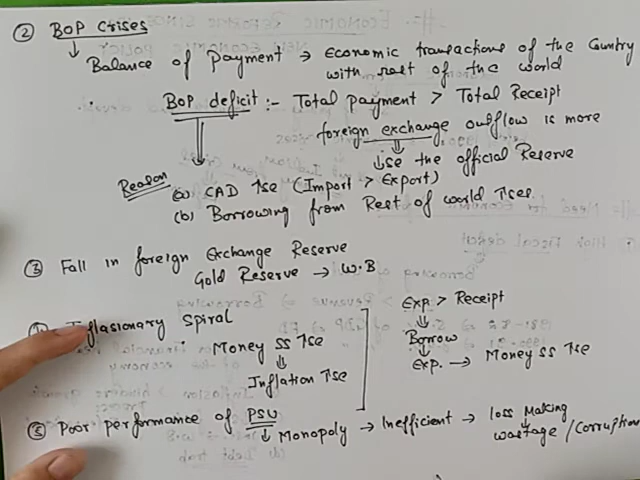 ② BOP Crises
↓ Balance of Payment → Economic transactions of the Country
with rest of the world
BOP deficit :- Total payment > Total Receipt
foreign exchange outflow is more
↓se the official Reserve
Reason (a) CAD ↑se (Import > Export)
(b) Borrowing from Rest of world ↑ses.
③ Fall in foreign Exchange Reserve
Gold Reserve → W.B
Inflasionary Spiral
Exp. > Receipt
Money SS ↑se
Borrow
Inflation ↑se
Exp. → Money SS ↑se
⑤ Poor performance of PSU
↓ Monopoly → Inefficient → loss Making
wastage / Corruption